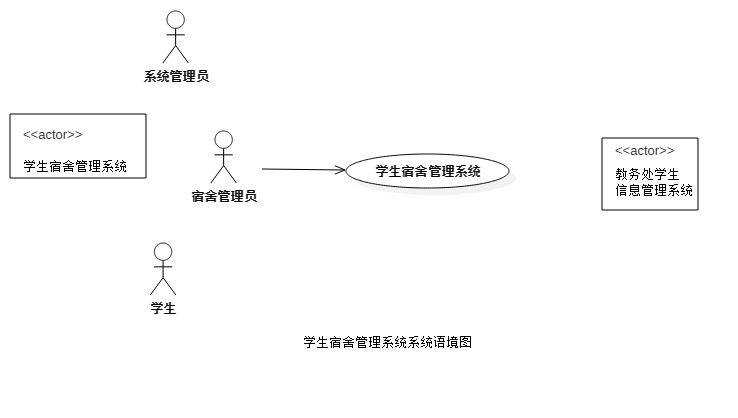 系统管理员
<<actor>>
学生宿舍管理系统
宿舍管理员
学生宿舍管理系统
<<actor>>
教务处学生
信息管理系统
学生
学生宿舍管理系统系统语境图